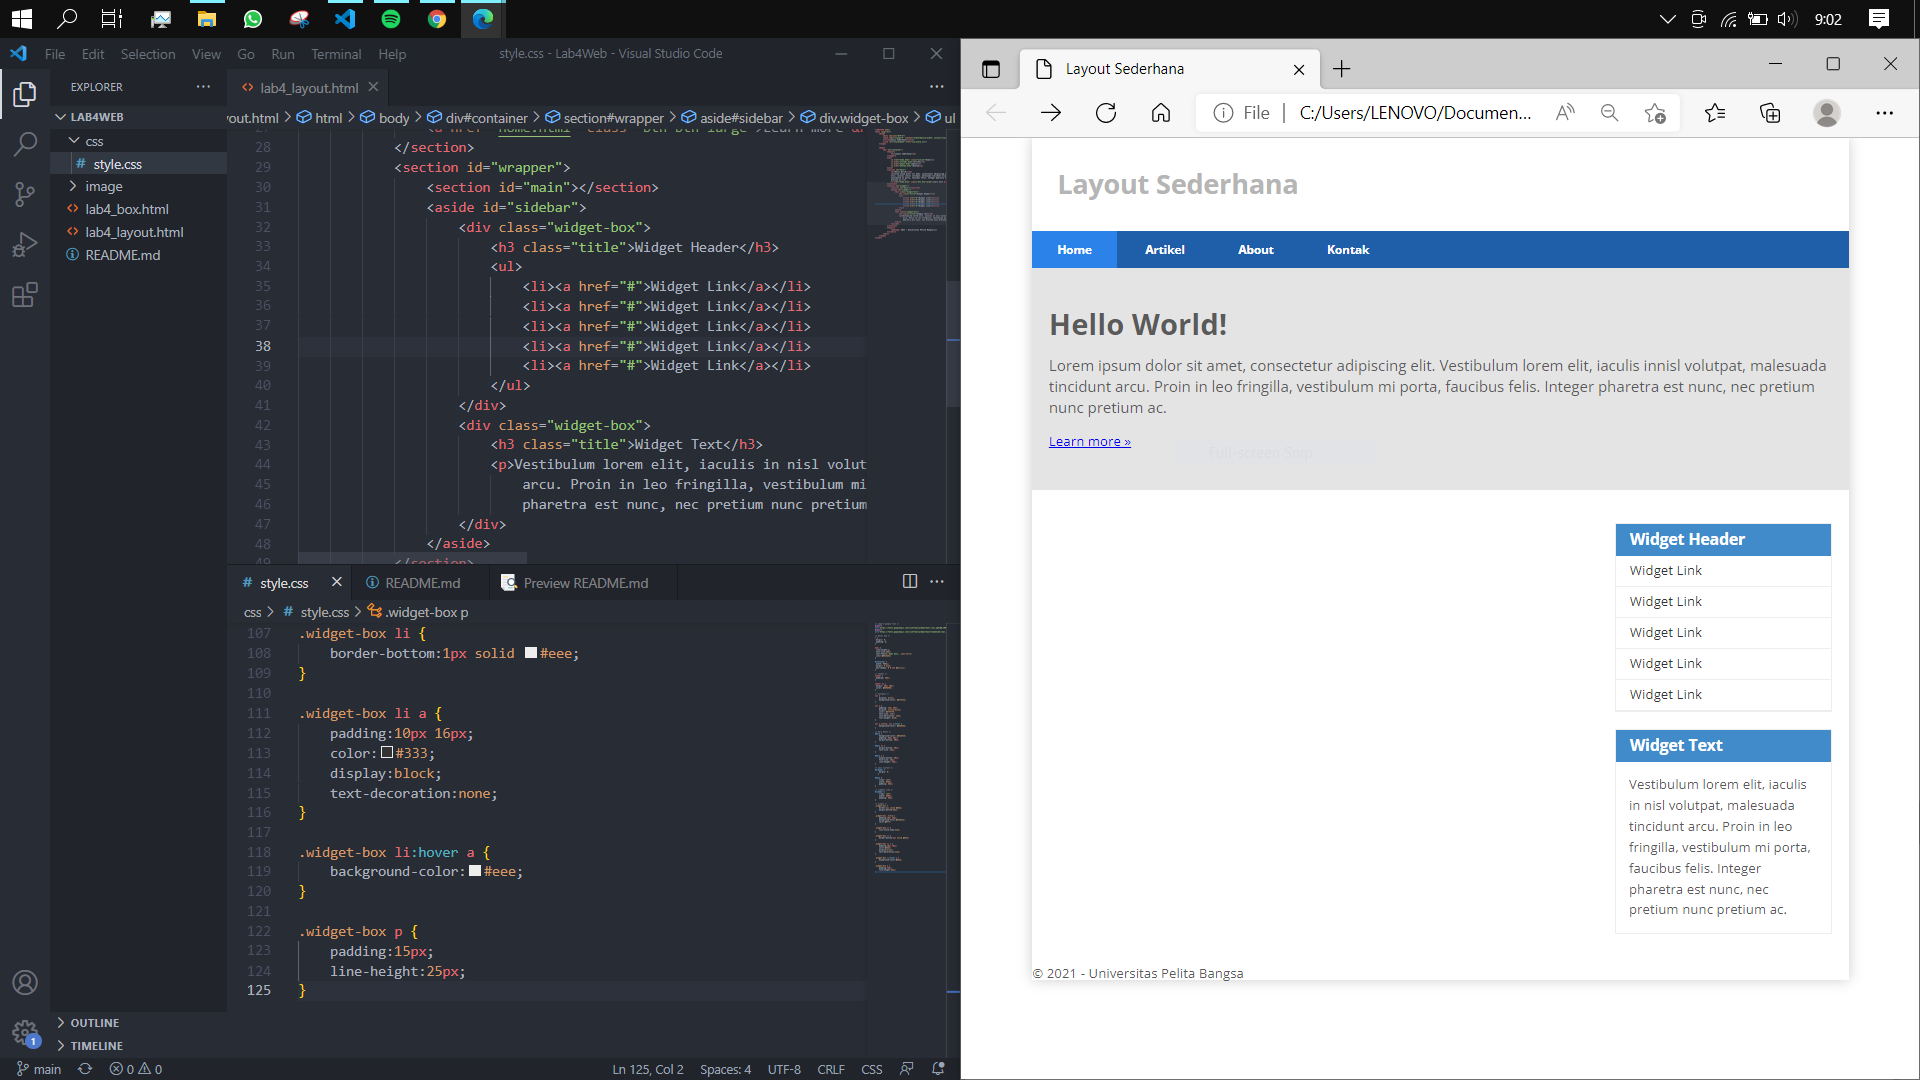 9:02
File Edit Selection View Go Run Terminal Help
style.css - Lab4Web - Visual Studio Code
EXPLORER
LAB4WEB
css
# style.css
image
lab4_box.html
lab4_layout.html
README.md
OUTLINE
TIMELINE
lab4_layout.html
yout.html > html > body > div#container > section#wrapper > aside#sidebar > div.widget-box > ul
28 </section>
29 <section id="wrapper">
30 <section id="main"></section>
31 <aside id="sidebar">
32 <div class="widget-box">
33 <h3 class="title">Widget Header</h3>
34 <ul>
35 <li><a href="#">Widget Link</a></li>
36 <li><a href="#">Widget Link</a></li>
37 <li><a href="#">Widget Link</a></li>
38 <li><a href="#">Widget Link</a></li>
39 <li><a href="#">Widget Link</a></li>
40 </ul>
41 </div>
42 <div class="widget-box">
43 <h3 class="title">Widget Text</h3>
44 <p>Vestibulum lorem elit, iaculis in nisl volut
45 arcu. Proin in leo fringilla, vestibulum mi
46 pharetra est nunc, nec pretium nunc pretium
47 </div>
48 </aside>
# style.css README.md Preview README.md
css > # style.css > .widget-box p
107 .widget-box li {
108 border-bottom:1px solid #eee;
109 }
110
111 .widget-box li a {
112 padding:10px 16px;
113 color:#333;
114 display:block;
115 text-decoration:none;
116 }
117
118 .widget-box li:hover a {
119 background-color:#eee;
120 }
121
122 .widget-box p {
123 padding:15px;
124 line-height:25px;
125 }
1
main 0 0 Ln 125, Col 2 Spaces: 4 UTF-8 CRLF CSS
Layout Sederhana
File C:/Users/LENOVO/Documen...
Layout Sederhana
Home Artikel About Kontak
Hello World!
Lorem ipsum dolor sit amet, consectetur adipiscing elit. Vestibulum lorem elit, iaculis innisl volutpat, malesuada
tincidunt arcu. Proin in leo fringilla, vestibulum mi porta, faucibus felis. Integer pharetra est nunc, nec pretium
nunc pretium ac.
Learn more »
Full-screen Snip
Widget Header
Widget Link
Widget Link
Widget Link
Widget Link
Widget Link
Widget Text
Vestibulum lorem elit, iaculis
in nisl volutpat, malesuada
tincidunt arcu. Proin in leo
fringilla, vestibulum mi porta,
faucibus felis. Integer
pharetra est nunc, nec
pretium nunc pretium ac.
© 2021 - Universitas Pelita Bangsa